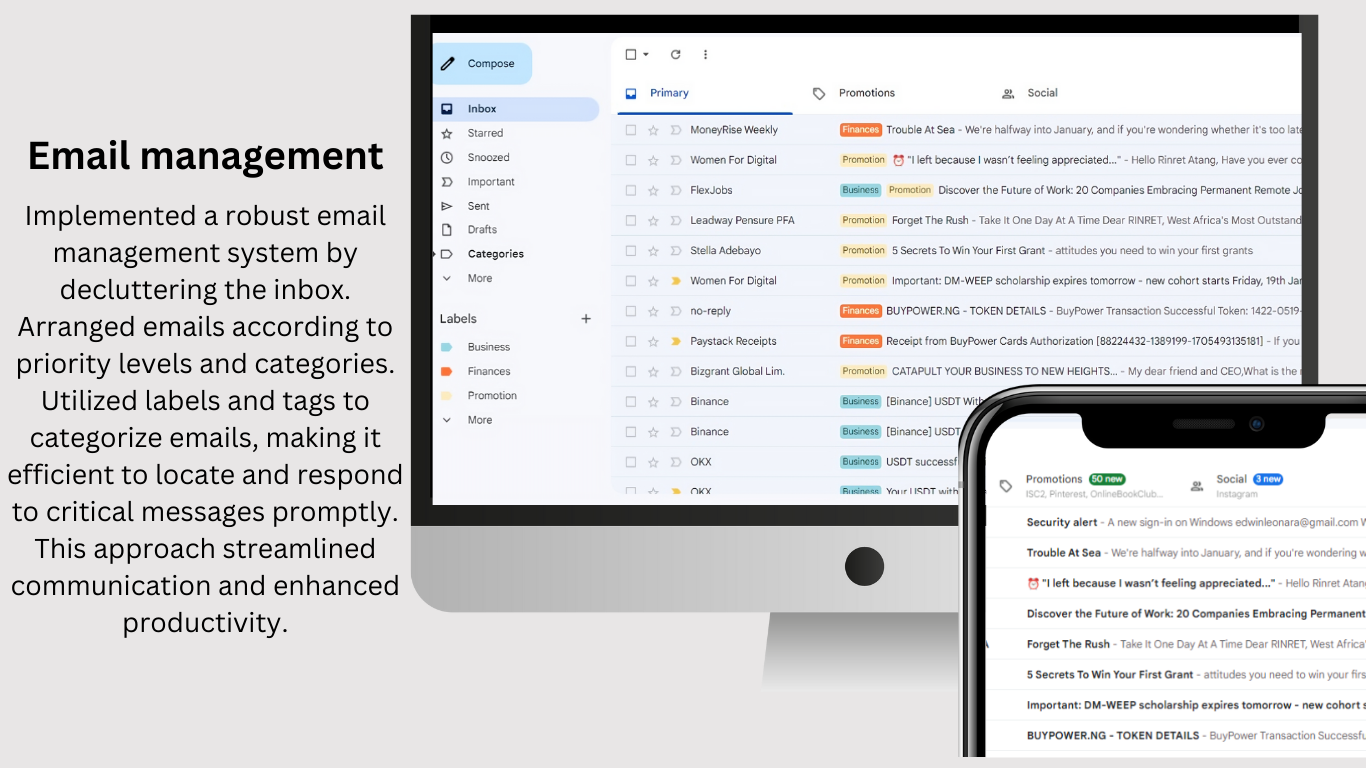 Email management
Implemented a robust email
management system by
decluttering the inbox.
Arranged emails according to
priority levels and categories.
Utilized labels and tags to
categorize emails, making it
efficient to locate and respond
to critical messages promptly.
This approach streamlined
communication and enhanced
productivity.
Compose
Inbox
Starred
Snoozed
Important
Sent
Drafts
Categories
More
Labels +
Business
Finances
Promotion
More
Primary Promotions Social
MoneyRise Weekly Finances Trouble At Sea - We're halfway into January, and if you're wondering whether it's too late
Women For Digital Promotion ⏰ "I left because I wasn't feeling appreciated..." - Hello Rinret Atang, Have you ever co
FlexJobs Business Promotion Discover the Future of Work: 20 Companies Embracing Permanent Remote Jo
Leadway Pensure PFA Promotion Forget The Rush - Take It One Day At A Time Dear RINRET, West Africa's Most Outstand
Stella Adebayo Promotion 5 Secrets To Win Your First Grant - attitudes you need to win your first grants
Women For Digital Promotion Important: DM-WEEP scholarship expires tomorrow - new cohort starts Friday, 19th Jan
no-reply Finances BUYPOWER.NG - TOKEN DETAILS - BuyPower Transaction Successful Token: 1422-0519-
Paystack Receipts Finances Receipt from BuyPower Cards Authorization [88224432-1389199-1705493135181] - If you
Bizgrant Global Lim. Promotion CATAPULT YOUR BUSINESS TO NEW HEIGHTS... - My dear friend and CEO,What is the
Binance Business [Binance] USDT With
Binance Business [Binance] USDT
OKX Business USDT successf
OKX Business Your USDT with
Promotions 50 new Social 3 new
ISC2, Pinterest, OnlineBookClub... Instagram
Security alert - A new sign-in on Windows edwinleonara@gmail.com W
Trouble At Sea - We're halfway into January, and if you're wondering w
⏰ "I left because I wasn't feeling appreciated..." - Hello Rinret Atang
Discover the Future of Work: 20 Companies Embracing Permanent
Forget The Rush - Take It One Day At A Time Dear RINRET, West Africa'
5 Secrets To Win Your First Grant - attitudes you need to win your firs
Important: DM-WEEP scholarship expires tomorrow - new cohort s
BUYPOWER.NG - TOKEN DETAILS - BuyPower Transaction Successfu